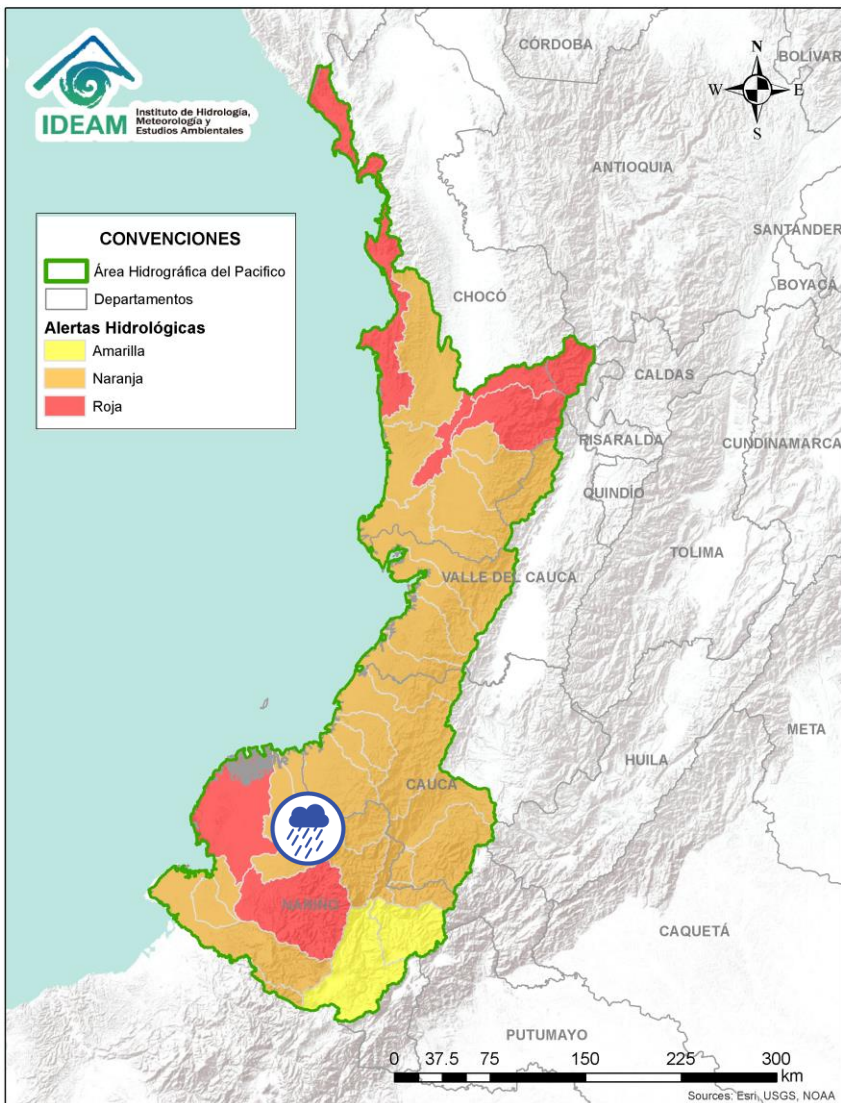 IDEAM
Instituto de Hidrología,
Meteorología y
Estudios Ambientales
CÓRDOBA
BOLÍVAR
N
W
E
S
ANTIOQUIA
SANTANDER
BOYACÁ
CONVENCIONES
Área Hidrográfica del Pacifico
Departamentos
Alertas Hidrológicas
Amarilla
Naranja
Roja
CHOCÓ
CALDAS
RISARALDA
CUNDINAMARCA
QUINDÍO
TOLIMA
VALLE DEL CAUCA
META
HUILA
CAUCA
NARIÑO
CAQUETÁ
PUTUMAYO
0 37.5 75 150 225 300
km
Sources: Esri, USGS, NOAA